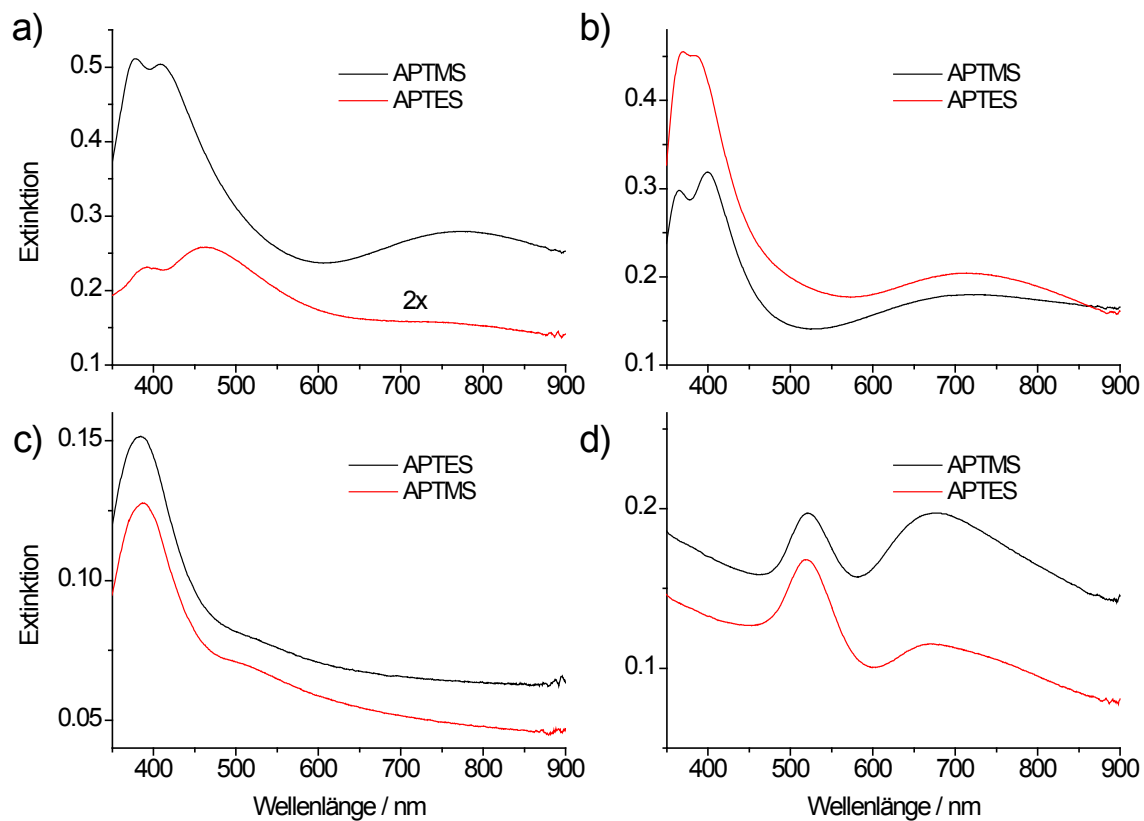 a)
APTMS
APTES
0.5
0.4
0.3
0.2
0.1
Extinktion
2x
400 500 600 700 800 900
b)
APTMS
APTES
0.4
0.3
0.2
0.1
400 500 600 700 800 900
c)
APTES
APTMS
0.15
0.10
0.05
Extinktion
400 500 600 700 800 900
Wellenlänge / nm
d)
APTMS
APTES
0.2
0.1
400 500 600 700 800 900
Wellenlänge / nm